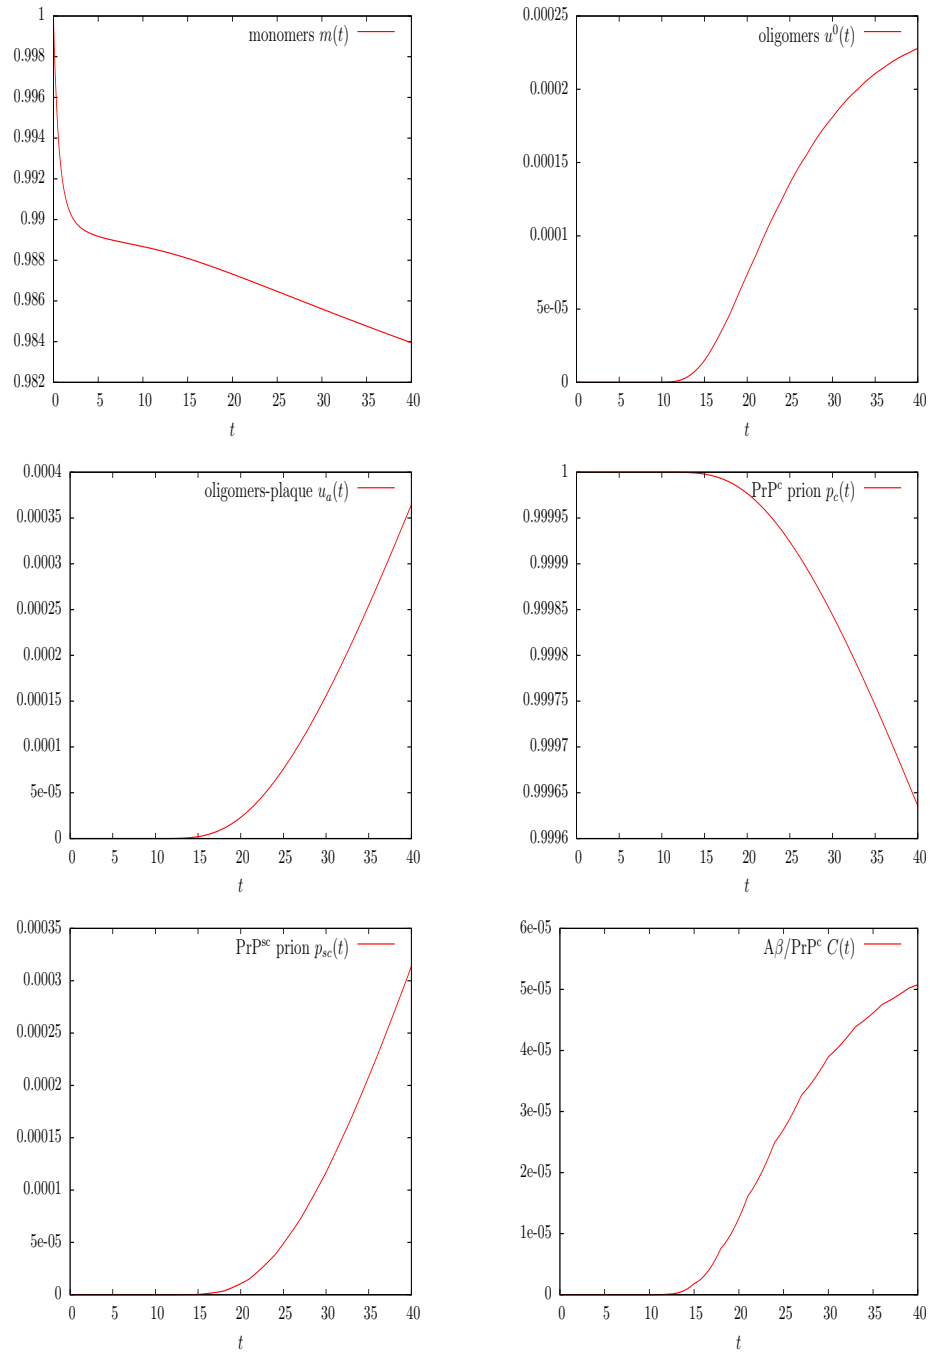 monomers m(t)
1
0.998
0.996
0.994
0.992
0.99
0.988
0.986
0.984
0.982
0 5 10 15 20 25 30 35 40
t
oligomers u⁰(t)
0.00025
0.0002
0.00015
0.0001
5e-05
0
0 5 10 15 20 25 30 35 40
t
oligomers-plaque uₐ(t)
0.0004
0.00035
0.0003
0.00025
0.0002
0.00015
0.0001
5e-05
0
0 5 10 15 20 25 30 35 40
t
PrPᶜ prion p_c(t)
1
0.99995
0.9999
0.99985
0.9998
0.99975
0.9997
0.99965
0.9996
0 5 10 15 20 25 30 35 40
t
PrPˢᶜ prion p_sc(t)
0.00035
0.0003
0.00025
0.0002
0.00015
0.0001
5e-05
0
0 5 10 15 20 25 30 35 40
t
Aβ/PrPᶜ C(t)
6e-05
5e-05
4e-05
3e-05
2e-05
1e-05
0
0 5 10 15 20 25 30 35 40
t